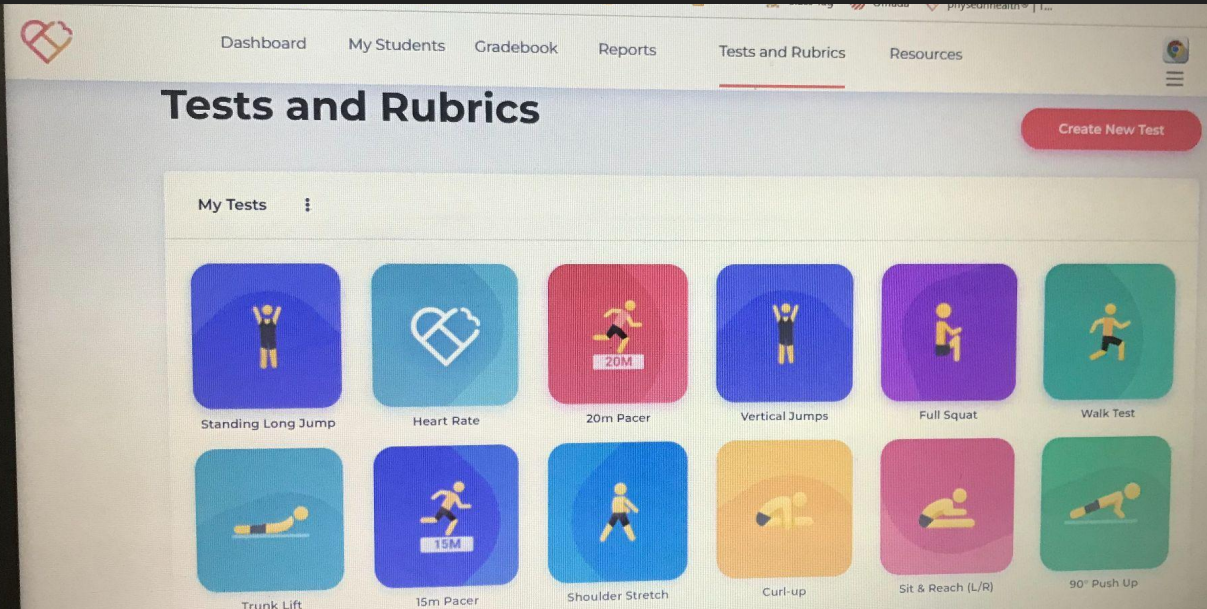 physednhealth® | T...
Dashboard My Students Gradebook Reports Tests and Rubrics Resources
Tests and Rubrics
Create New Test
My Tests
20M
Standing Long Jump Heart Rate 20m Pacer Vertical Jumps Full Squat Walk Test
15M
Trunk Lift 15m Pacer Shoulder Stretch Curl-up Sit & Reach (L/R) 90° Push Up